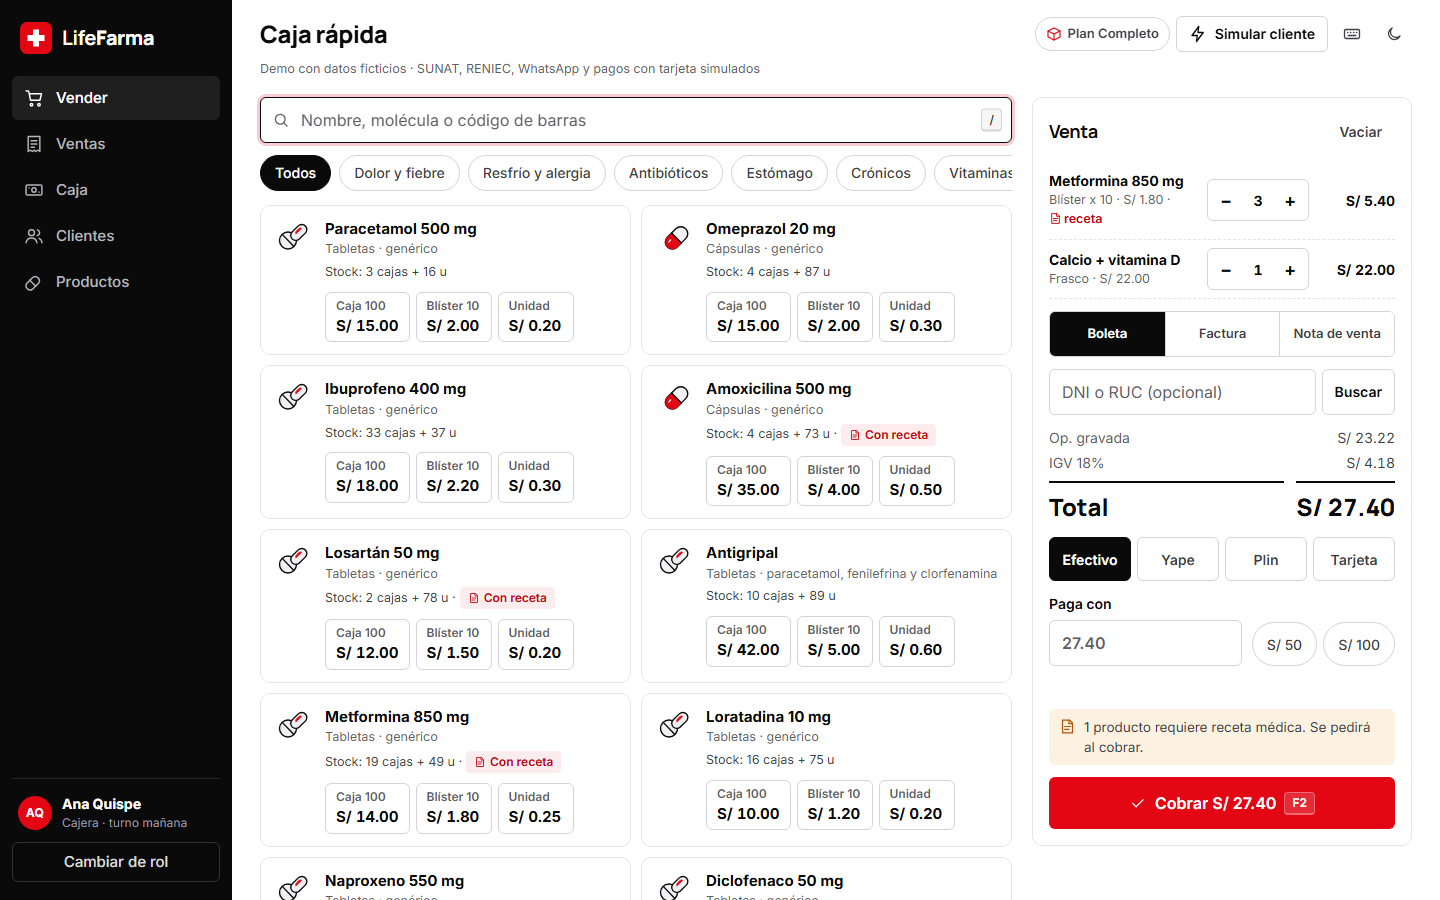 LifeFarma
Vender
Ventas
Caja
Clientes
Productos
AQ
Ana Quispe
Cajera · turno mañana
Cambiar de rol
Caja rápida
Plan Completo
Simular cliente
Demo con datos ficticios · SUNAT, RENIEC, WhatsApp y pagos con tarjeta simulados
Nombre, molécula o código de barras
/
Todos
Dolor y fiebre
Resfrío y alergia
Antibióticos
Estómago
Crónicos
Vitaminas
Paracetamol 500 mg
Tabletas · genérico
Stock: 3 cajas + 16 u
Caja 100
S/ 15.00
Blíster 10
S/ 2.00
Unidad
S/ 0.20
Omeprazol 20 mg
Cápsulas · genérico
Stock: 4 cajas + 87 u
Caja 100
S/ 15.00
Blíster 10
S/ 2.00
Unidad
S/ 0.30
Ibuprofeno 400 mg
Tabletas · genérico
Stock: 33 cajas + 37 u
Caja 100
S/ 18.00
Blíster 10
S/ 2.20
Unidad
S/ 0.30
Amoxicilina 500 mg
Cápsulas · genérico
Stock: 4 cajas + 73 u · Con receta
Caja 100
S/ 35.00
Blíster 10
S/ 4.00
Unidad
S/ 0.50
Losartán 50 mg
Tabletas · genérico
Stock: 2 cajas + 78 u · Con receta
Caja 100
S/ 12.00
Blíster 10
S/ 1.50
Unidad
S/ 0.20
Antigripal
Tabletas · paracetamol, fenilefrina y clorfenamina
Stock: 10 cajas + 89 u
Caja 100
S/ 42.00
Blíster 10
S/ 5.00
Unidad
S/ 0.60
Metformina 850 mg
Tabletas · genérico
Stock: 19 cajas + 49 u · Con receta
Caja 100
S/ 14.00
Blíster 10
S/ 1.80
Unidad
S/ 0.25
Loratadina 10 mg
Tabletas · genérico
Stock: 16 cajas + 75 u
Caja 100
S/ 10.00
Blíster 10
S/ 1.20
Unidad
S/ 0.20
Naproxeno 550 mg
Tabletas · genérico
Diclofenaco 50 mg
Tabletas · genérico
Venta
Vaciar
Metformina 850 mg
Blíster x 10 · S/ 1.80 ·
receta
− 3 +
S/ 5.40
Calcio + vitamina D
Frasco · S/ 22.00
− 1 +
S/ 22.00
Boleta
Factura
Nota de venta
DNI o RUC (opcional)
Buscar
Op. gravada S/ 23.22
IGV 18% S/ 4.18
Total S/ 27.40
Efectivo
Yape
Plin
Tarjeta
Paga con
27.40
S/ 50
S/ 100
1 producto requiere receta médica. Se pedirá
al cobrar.
Cobrar S/ 27.40 F2